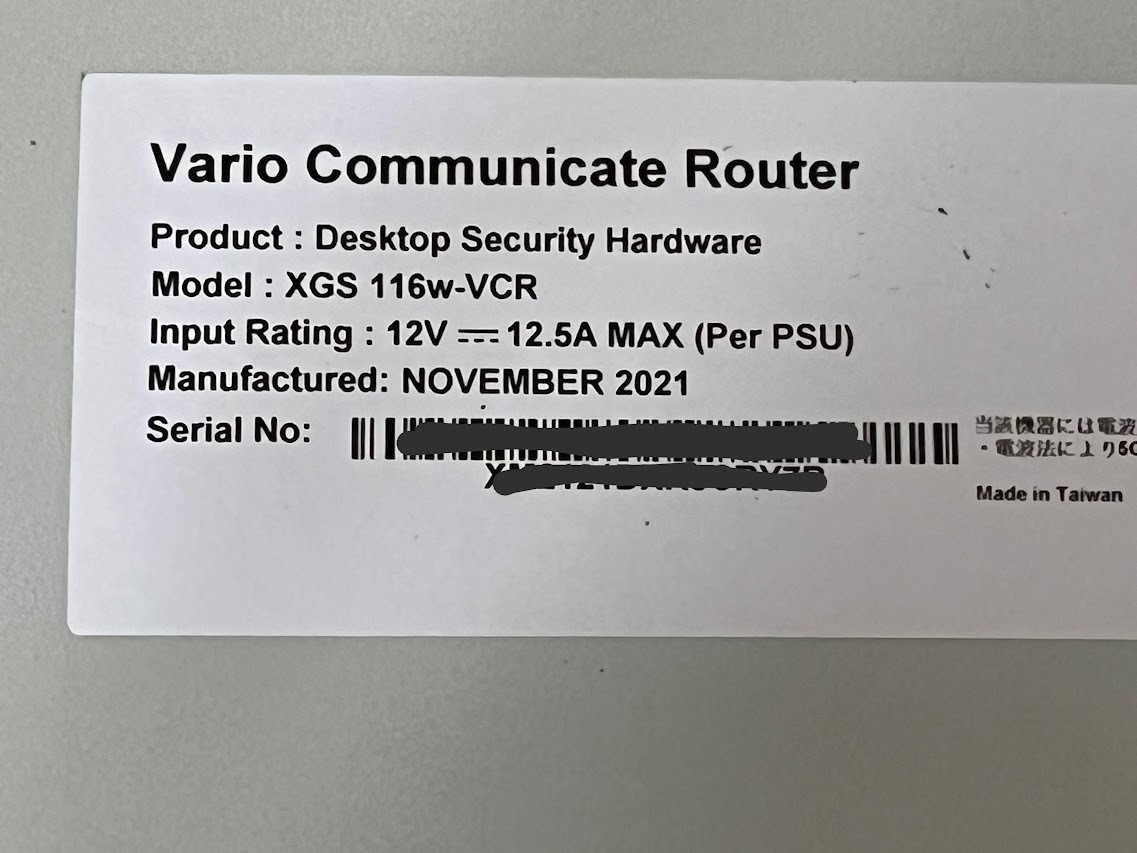 Vario Communicate Router
Product : Desktop Security Hardware
Model : XGS 116w-VCR
Input Rating : 12V ⎓ 12.5A MAX (Per PSU)
Manufactured: NOVEMBER 2021
Serial No:
当該機器には電波
・電波法により5G
Made in Taiwan